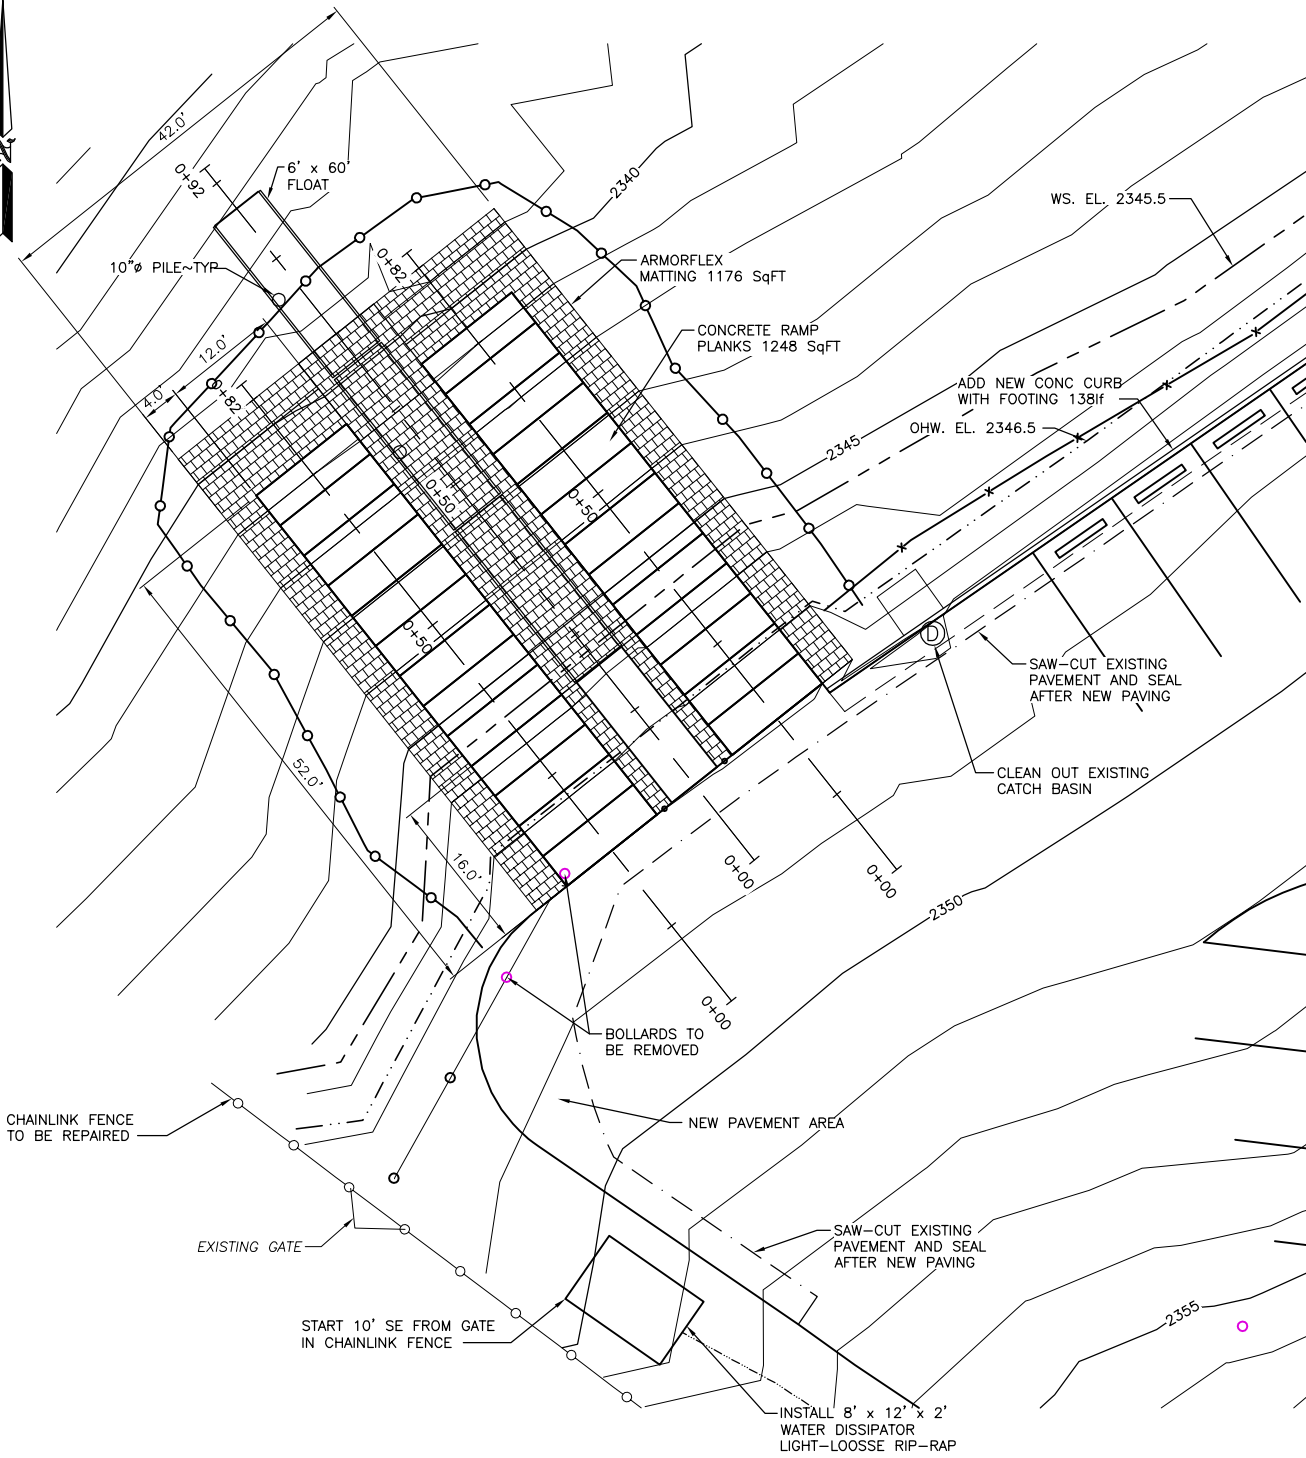 N
42.0'
0+92
6' x 60'
FLOAT
2340
WS. EL. 2345.5
10"ø PILE~TYP
0+82
ARMORFLEX
MATTING 1176 SqFT
12.0'
CONCRETE RAMP
PLANKS 1248 SqFT
4.0'
0+82
ADD NEW CONC CURB
WITH FOOTING 138lf
OHW. EL. 2346.5
2345
0+50
0+50
0+50
D
SAW-CUT EXISTING
PAVEMENT AND SEAL
AFTER NEW PAVING
52.0'
CLEAN OUT EXISTING
CATCH BASIN
16.0'
0+00
0+00
2350
0+00
BOLLARDS TO
BE REMOVED
CHAINLINK FENCE
TO BE REPAIRED
NEW PAVEMENT AREA
EXISTING GATE
SAW-CUT EXISTING
PAVEMENT AND SEAL
AFTER NEW PAVING
START 10' SE FROM GATE
IN CHAINLINK FENCE
2355
INSTALL 8' x 12' x 2'
WATER DISSIPATOR
LIGHT-LOOSSE RIP-RAP